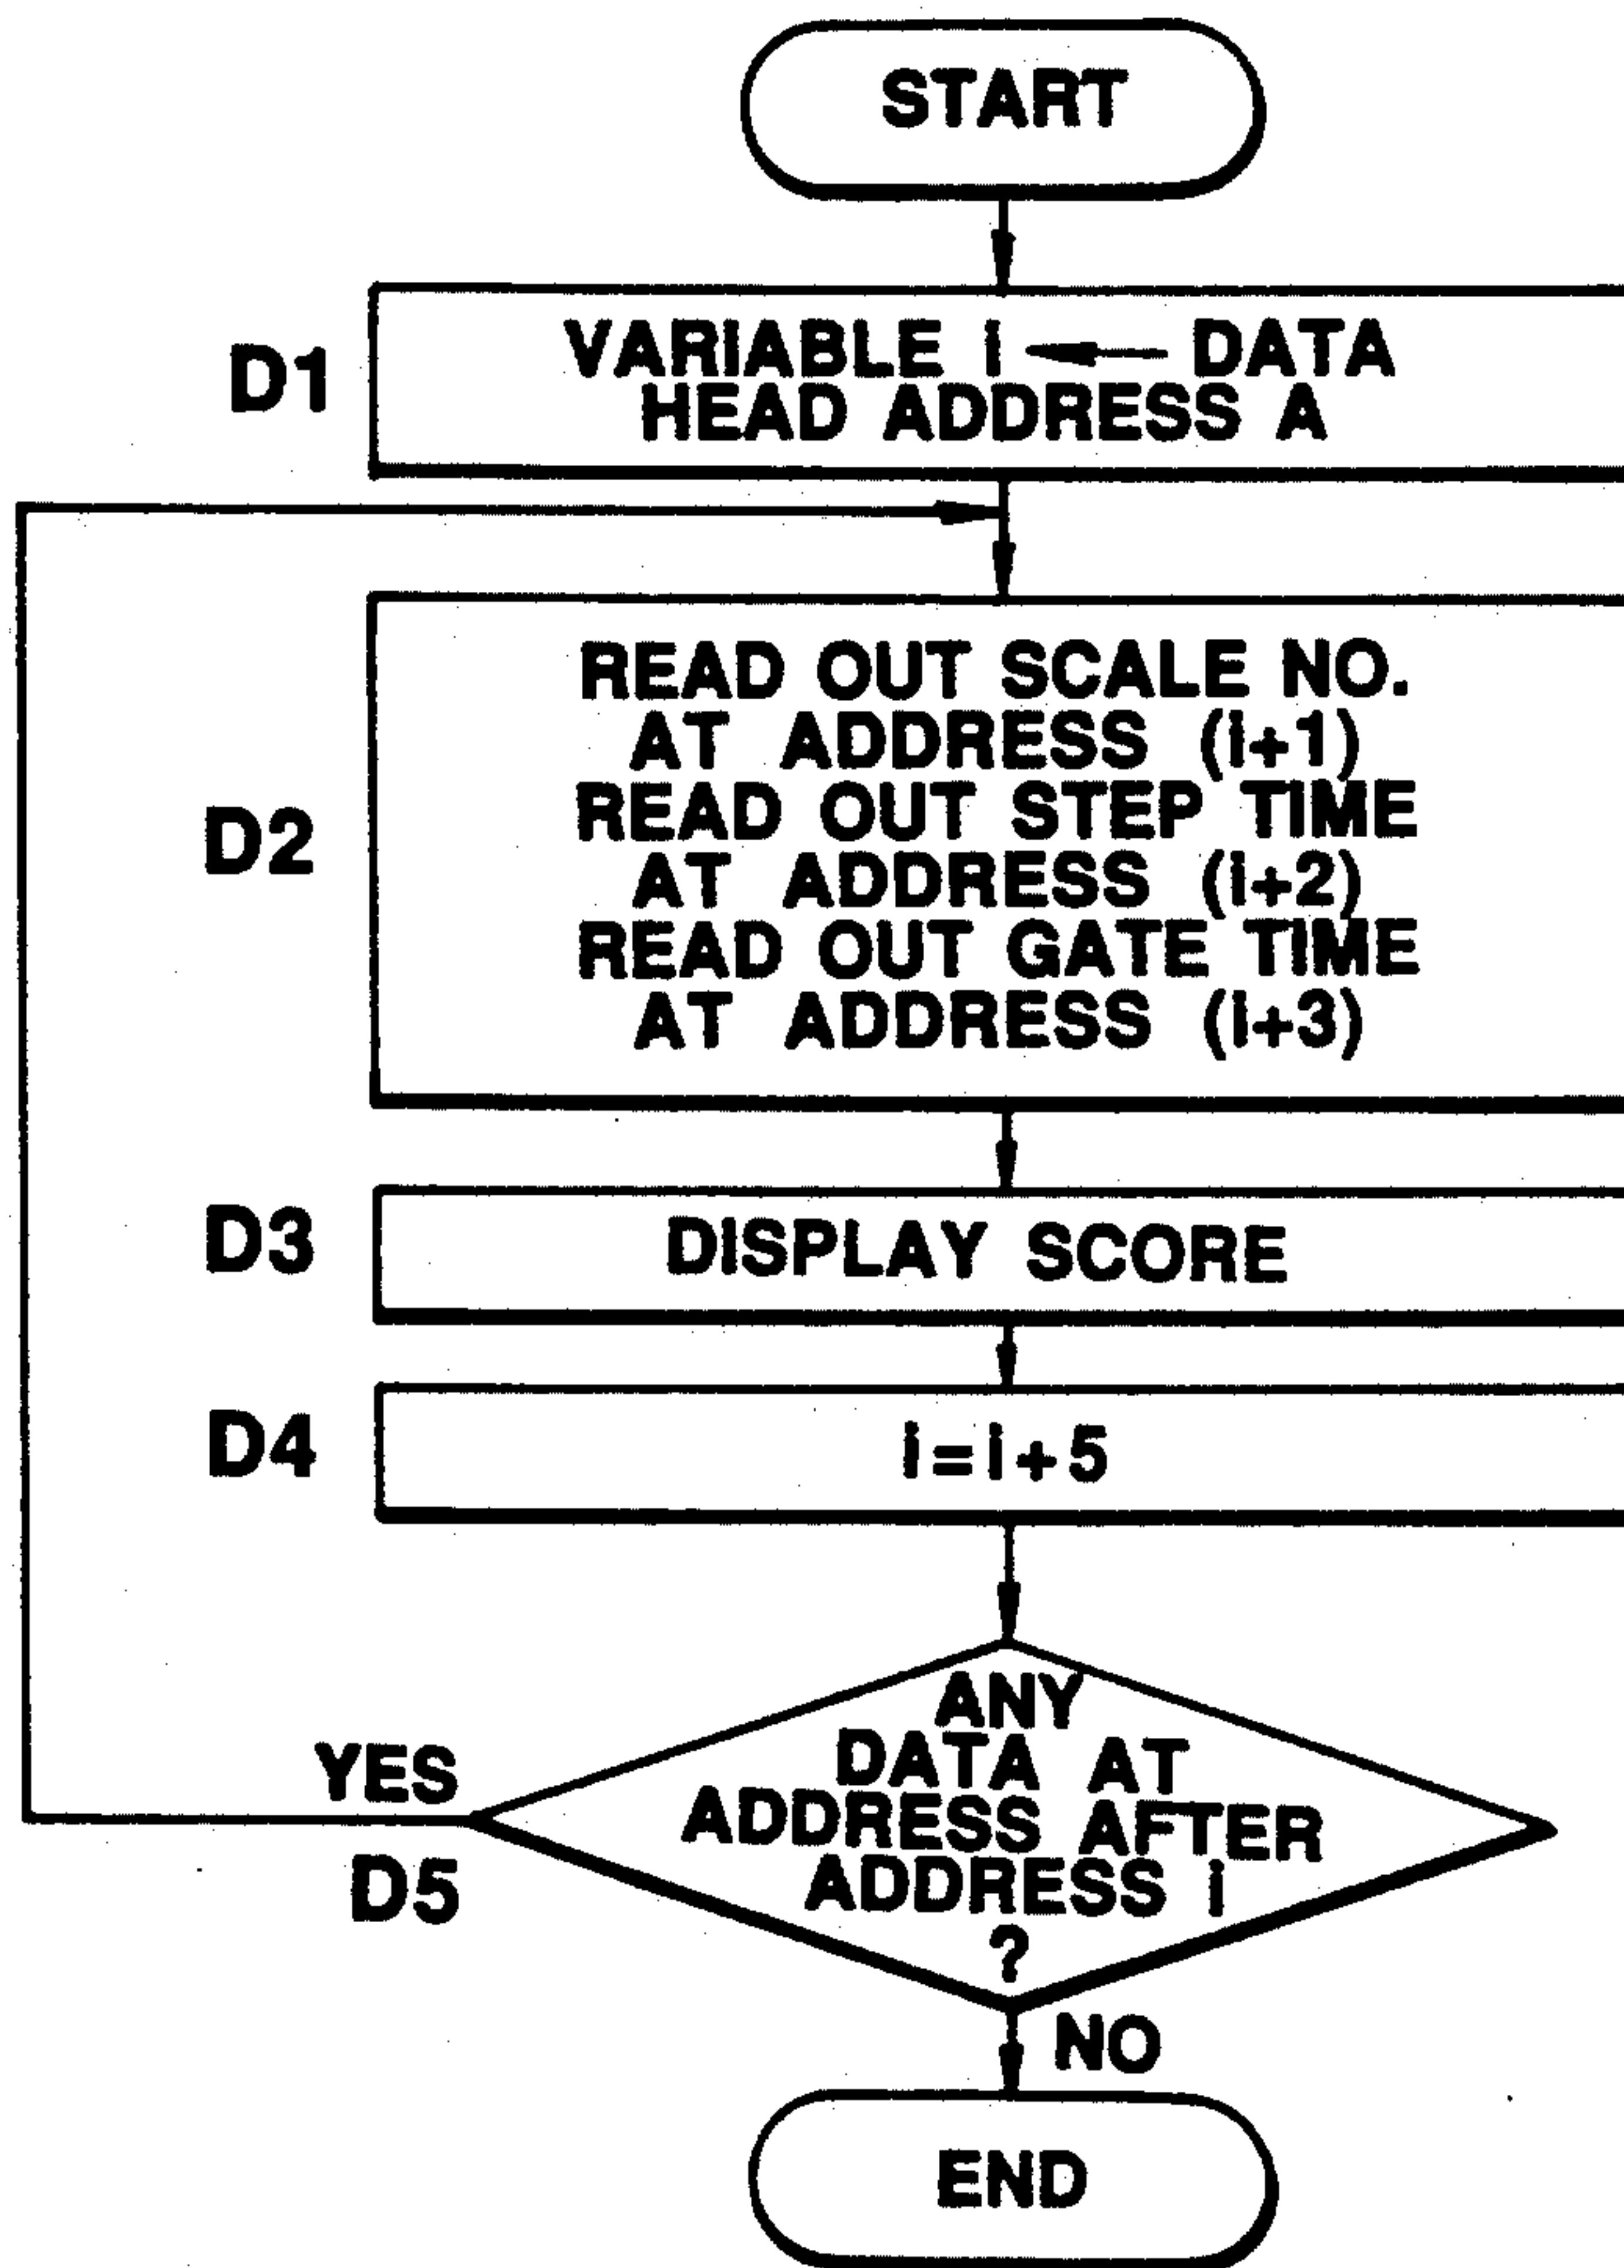 START
D1
VARIABLE i ← DATA
HEAD ADDRESS A
D2
READ OUT SCALE NO.
AT ADDRESS (i+1)
READ OUT STEP TIME
AT ADDRESS (i+2)
READ OUT GATE TIME
AT ADDRESS (i+3)
D3
DISPLAY SCORE
D4
i=i+5
ANY
DATA AT
ADDRESS AFTER
ADDRESS i
?
YES
D5
NO
END